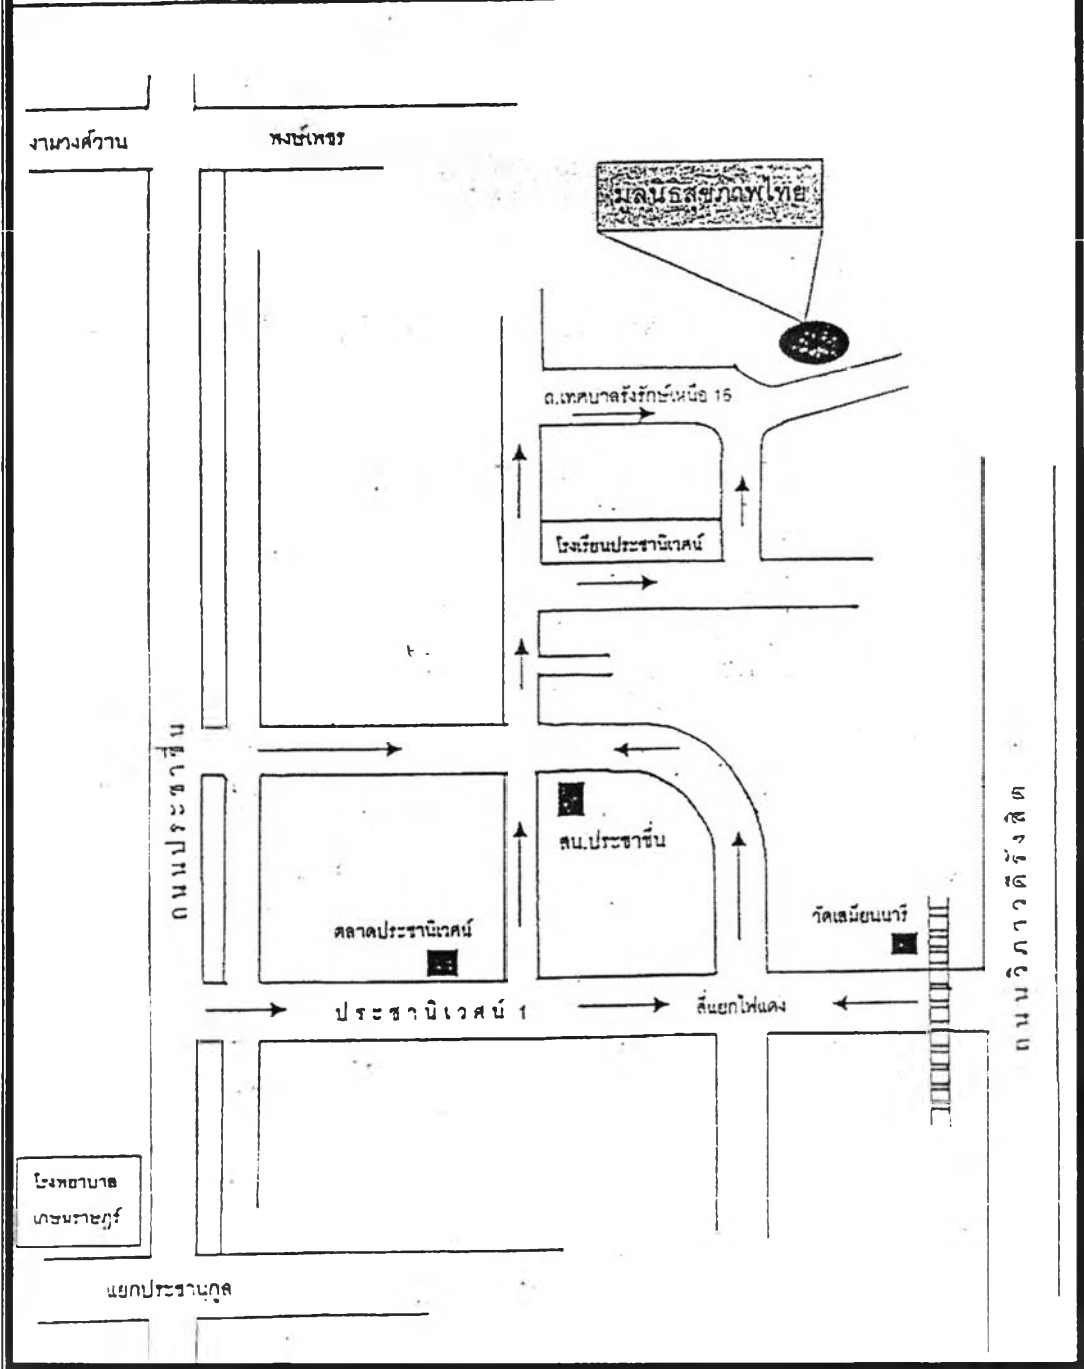 งามวงศ์วาน
พงษ์เพชร
มูลนิธิสุขภาพไทย
ถ.เทศบาลรังรักษ์เหนือ 16
โรงเรียนประชานิเวศน์
ถนนประชาชื่น
สน.ประชาชื่น
ตลาดประชานิเวศน์
วัดเสมียนนารี
ถนนวิภาวดีรังสิต
ประชานิเวศน์ 1
สี่แยกไฟแดง
โรงพยาบาล
เกษมราษฎร์
แยกประชานุกูล